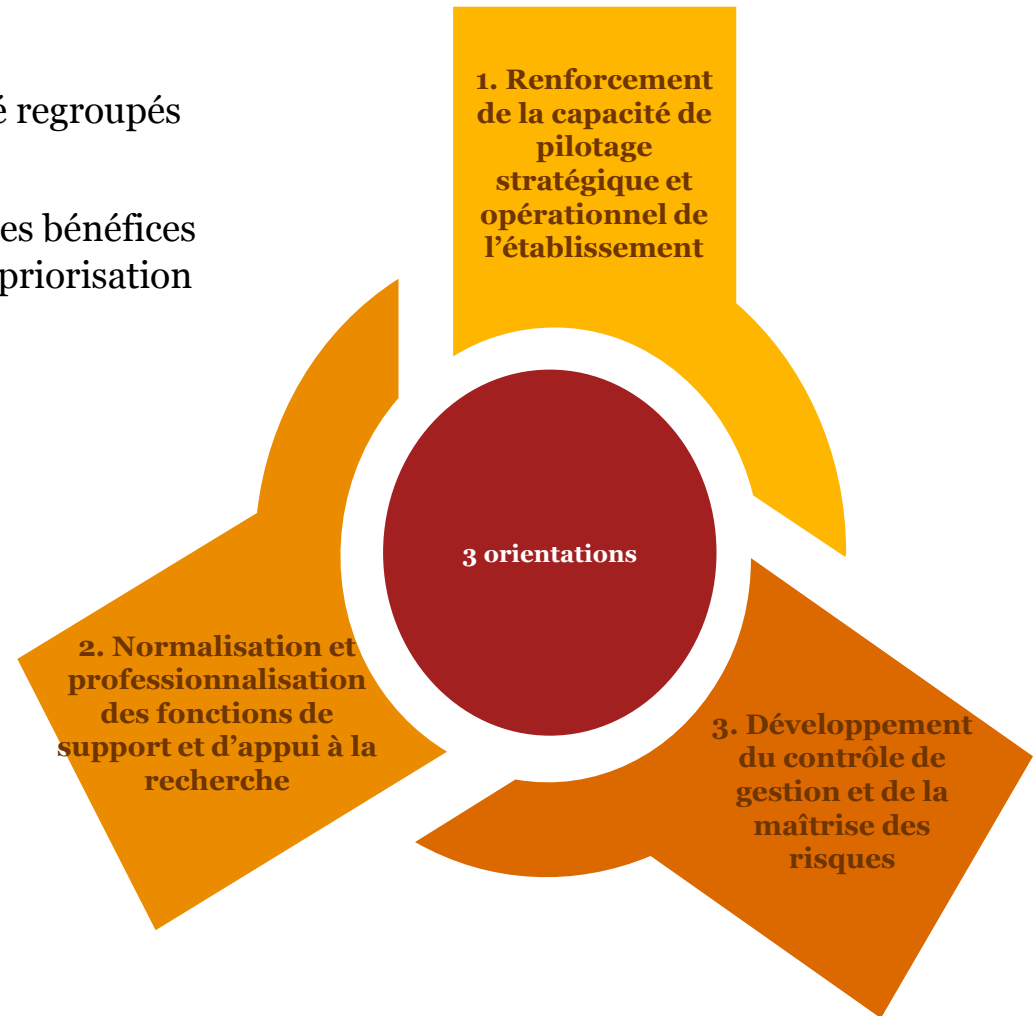 é regroupés
es bénéfices
priorisation
1. Renforcement
de la capacité de
pilotage
stratégique et
opérationnel de
l’établissement
3 orientations
2. Normalisation et
professionnalisation
des fonctions de
support et d’appui à la
recherche
3. Développement
du contrôle de
gestion et de la
maîtrise des
risques